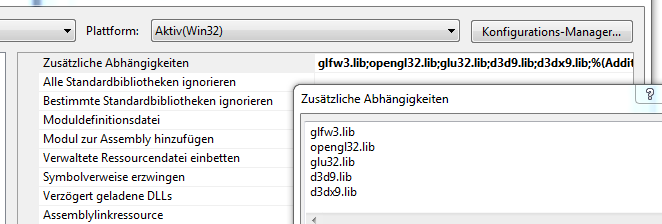 Plattform: Aktiv(Win32) Konfigurations-Manager...
Zusätzliche Abhängigkeiten glfw3.lib;opengl32.lib;glu32.lib;d3d9.lib;d3dx9.lib;%(Addit
Alle Standardbibliotheken ignorieren
Bestimmte Standardbibliotheken ignorieren
Moduldefinitionsdatei
Modul zur Assembly hinzufügen
Verwaltete Ressourcendatei einbetten
Symbolverweise erzwingen
Verzögert geladene DLLs
Assemblylinkressource
Zusätzliche Abhängigkeiten
?
glfw3.lib
opengl32.lib
glu32.lib
d3d9.lib
d3dx9.lib